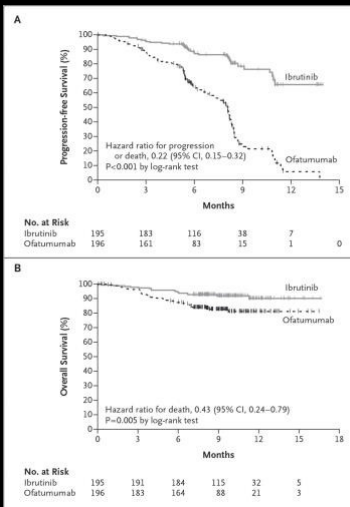 A
Progression-free Survival (%)
100
90
80
70
60
50
40
30
20
10
0
Ibrutinib
Ofatumumab
Hazard ratio for progression
or death, 0.22 (95% CI, 0.15–0.32)
P<0.001 by log-rank test
0 3 6 9 12 15
Months
No. at Risk
Ibrutinib 195 183 116 38 7
Ofatumumab 196 161 83 15 1 0
B
Overall Survival (%)
100
90
80
70
60
50
40
30
20
10
0
Ibrutinib
Ofatumumab
Hazard ratio for death, 0.43 (95% CI, 0.24–0.79)
P=0.005 by log-rank test
0 3 6 9 12 15 18
Months
No. at Risk
Ibrutinib 195 191 184 115 32 5
Ofatumumab 196 183 164 88 21 3